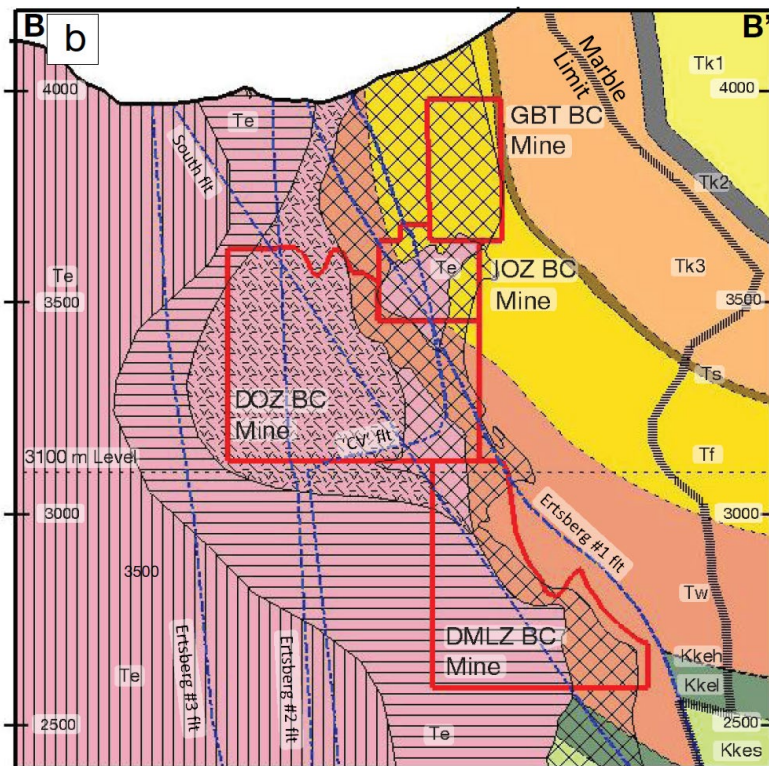 B
b
B'
4000
4000
Te
South flt
GBT BC
Mine
Marble
Limit
Tk1
Tk2
Tk3
Te
Te
IOZ BC
Mine
3500
3500
Ts
DOZ BC
Mine
'CV' flt
3100 m Level
Tf
3000
3000
Ertsberg #1 flt
3500
Tw
DMLZ BC
Mine
Kkeh
Kkel
Te
Ertsberg #3 flt
Ertsberg #2 flt
Te
2500
2500
Kkes